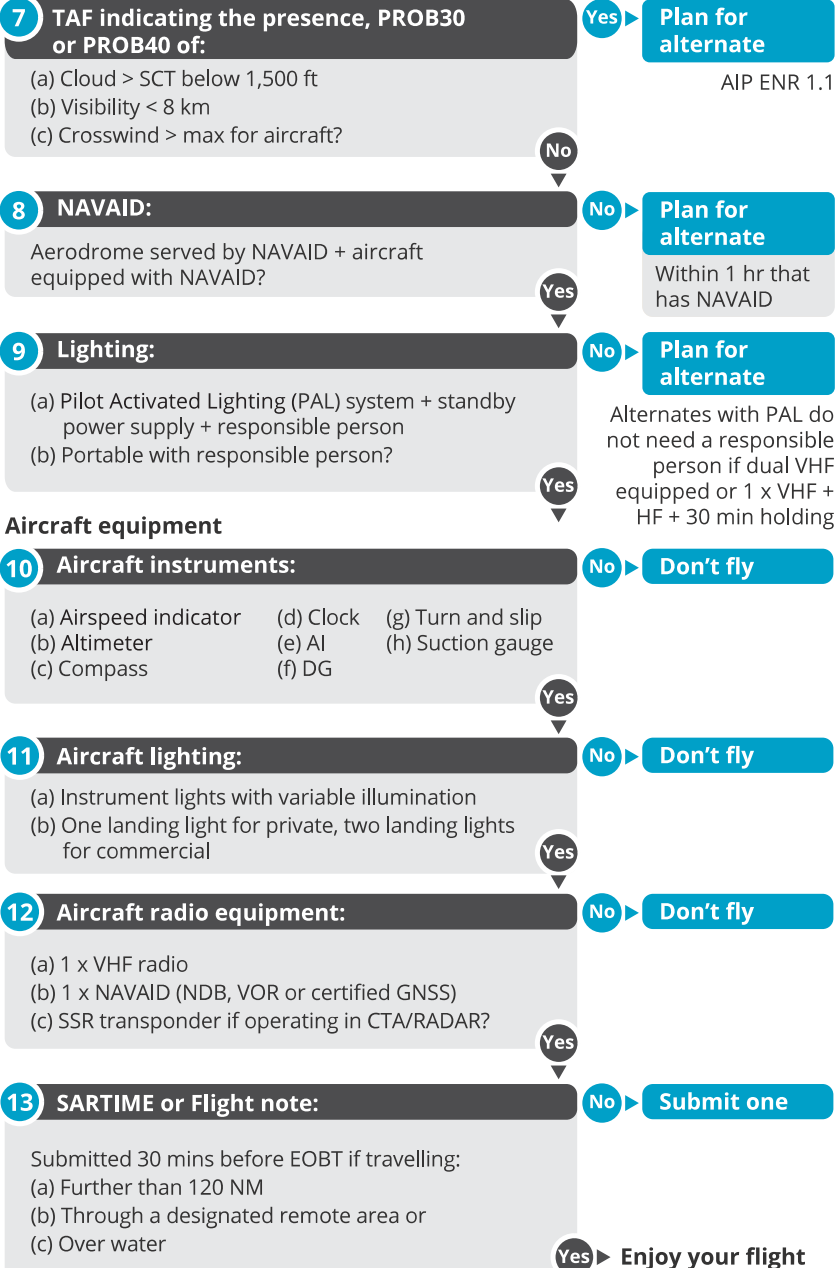 7 TAF indicating the presence, PROB30
or PROB40 of:
Yes Plan for
alternate
AIP ENR 1.1
(a) Cloud > SCT below 1,500 ft
(b) Visibility < 8 km
(c) Crosswind > max for aircraft?
No
8 NAVAID:
No Plan for
alternate
Within 1 hr that
has NAVAID
Aerodrome served by NAVAID + aircraft
equipped with NAVAID?
Yes
9 Lighting:
No Plan for
alternate
Alternates with PAL do
not need a responsible
person if dual VHF
equipped or 1 x VHF +
HF + 30 min holding
(a) Pilot Activated Lighting (PAL) system + standby
power supply + responsible person
(b) Portable with responsible person?
Yes
Aircraft equipment
10 Aircraft instruments:
No Don't fly
(a) Airspeed indicator (d) Clock (g) Turn and slip
(b) Altimeter (e) AI (h) Suction gauge
(c) Compass (f) DG
Yes
11 Aircraft lighting:
No Don't fly
(a) Instrument lights with variable illumination
(b) One landing light for private, two landing lights
for commercial
Yes
12 Aircraft radio equipment:
No Don't fly
(a) 1 x VHF radio
(b) 1 x NAVAID (NDB, VOR or certified GNSS)
(c) SSR transponder if operating in CTA/RADAR?
Yes
13 SARTIME or Flight note:
No Submit one
Submitted 30 mins before EOBT if travelling:
(a) Further than 120 NM
(b) Through a designated remote area or
(c) Over water
Yes Enjoy your flight